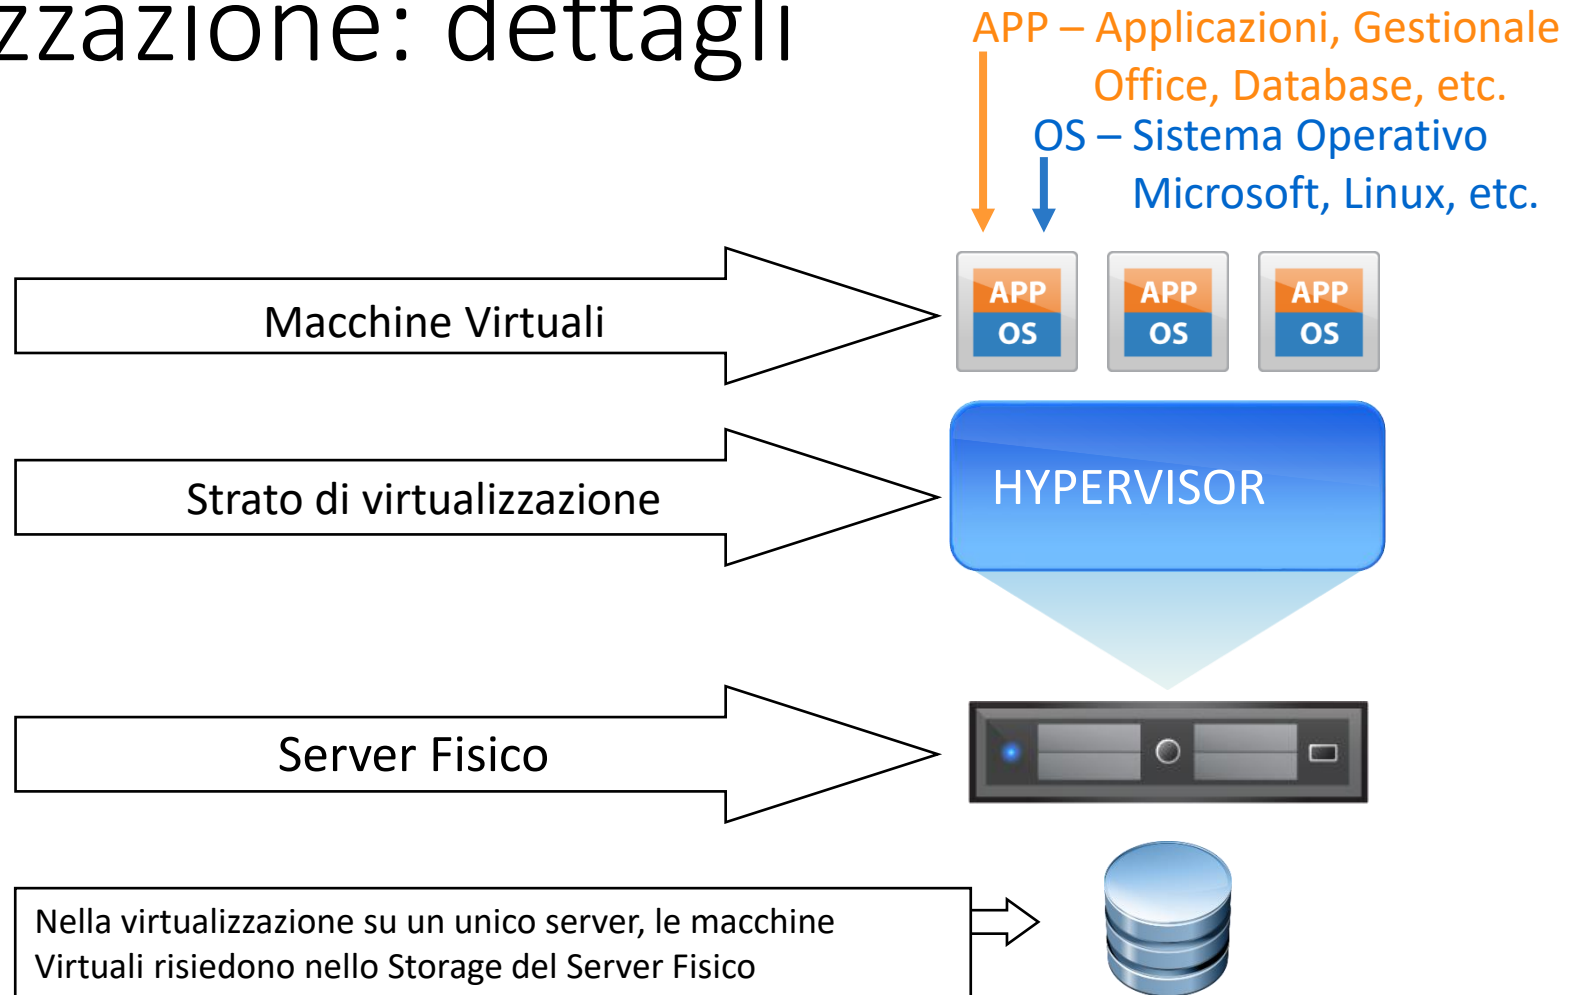 zzazione: dettagli
APP – Applicazioni, Gestionale
Office, Database, etc.
OS – Sistema Operativo
Microsoft, Linux, etc.
Macchine Virtuali
APP
OS
APP
OS
APP
OS
Strato di virtualizzazione
HYPERVISOR
Server Fisico
Nella virtualizzazione su un unico server, le macchine
Virtuali risiedono nello Storage del Server Fisico